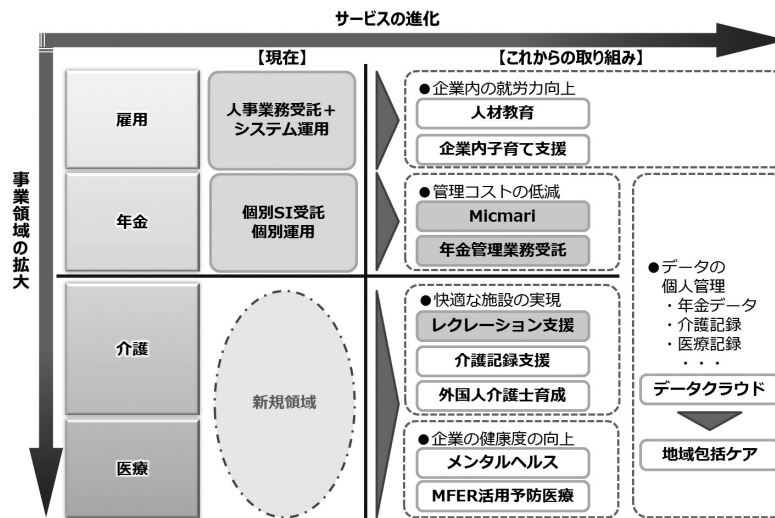 サービスの進化
【現在】
【これからの取り組み】
事業領域の拡大
雇用
人事業務受託＋
システム運用
●企業内の就労力向上
人材教育
企業内子育て支援
年金
個別SI受託
個別運用
●管理コストの低減
Micmari
年金管理業務受託
介護
新規領域
●快適な施設の実現
レクレーション支援
介護記録支援
外国人介護士育成
医療
●企業の健康度の向上
メンタルヘルス
MFER活用予防医療
●データの
個人管理
・年金データ
・介護記録
・医療記録
・・・
データクラウド
地域包括ケア